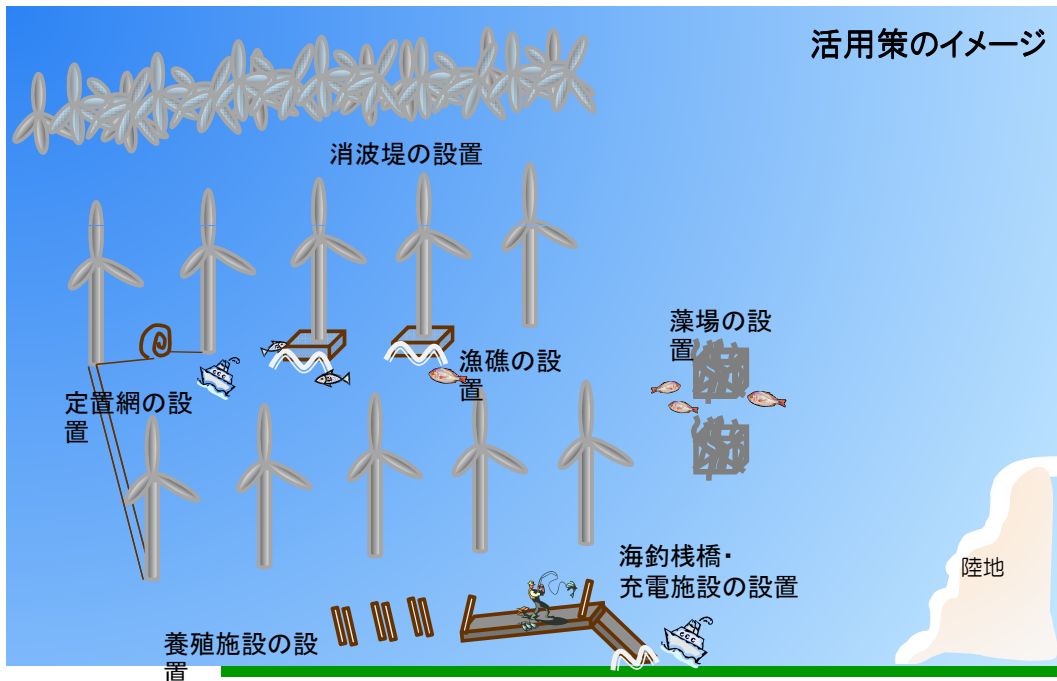 活用策のイメージ
消波堤の設置
藻場の設
置
漁礁の設
置
定置網の設
置
海釣桟橋・
充電施設の設置
陸地
養殖施設の設
置